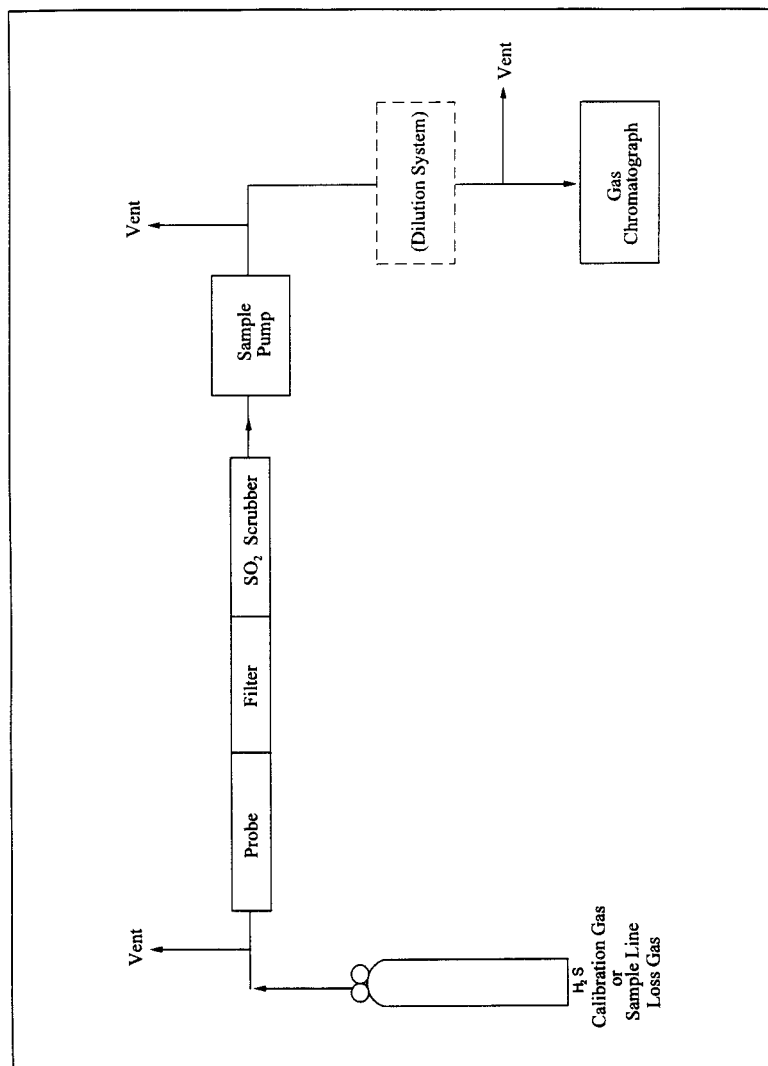 Vent
Probe
Filter
SO₂ Scrubber
Vent
Sample
Pump
Vent
(Dilution System)
Gas
Chromatograph
H₂S
Calibration Gas
or
Sample Line
Loss Gas